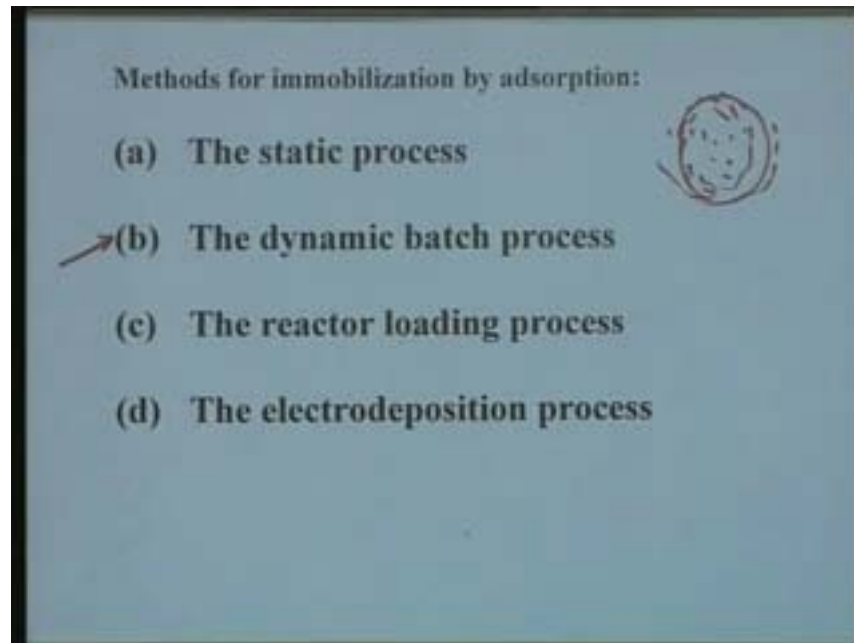 Methods for immobilization by adsorption:
(a) The static process
(b) The dynamic batch process
(c) The reactor loading process
(d) The electrodeposition process